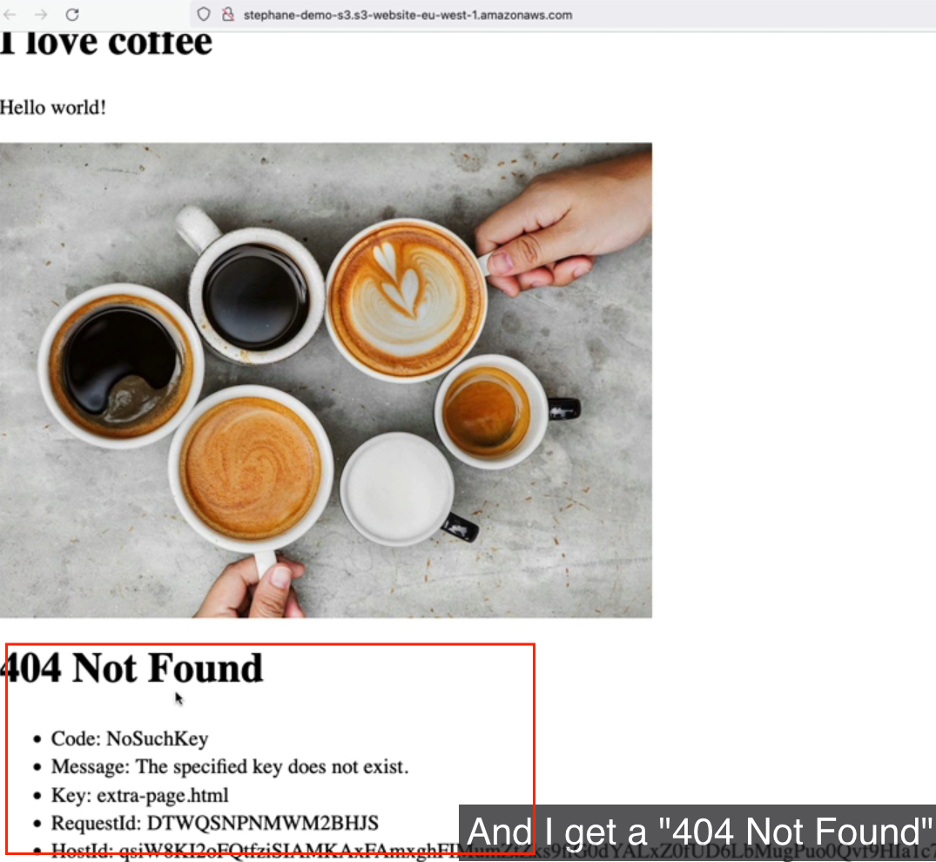 stephane-demo-s3.s3-website-eu-west-1.amazonaws.com
I love coffee
Hello world!
404 Not Found
• Code: NoSuchKey
• Message: The specified key does not exist.
• Key: extra-page.html
• RequestId: DTWQSNPNMWM2BHJS
• HostId:
And I get a "404 Not Found"